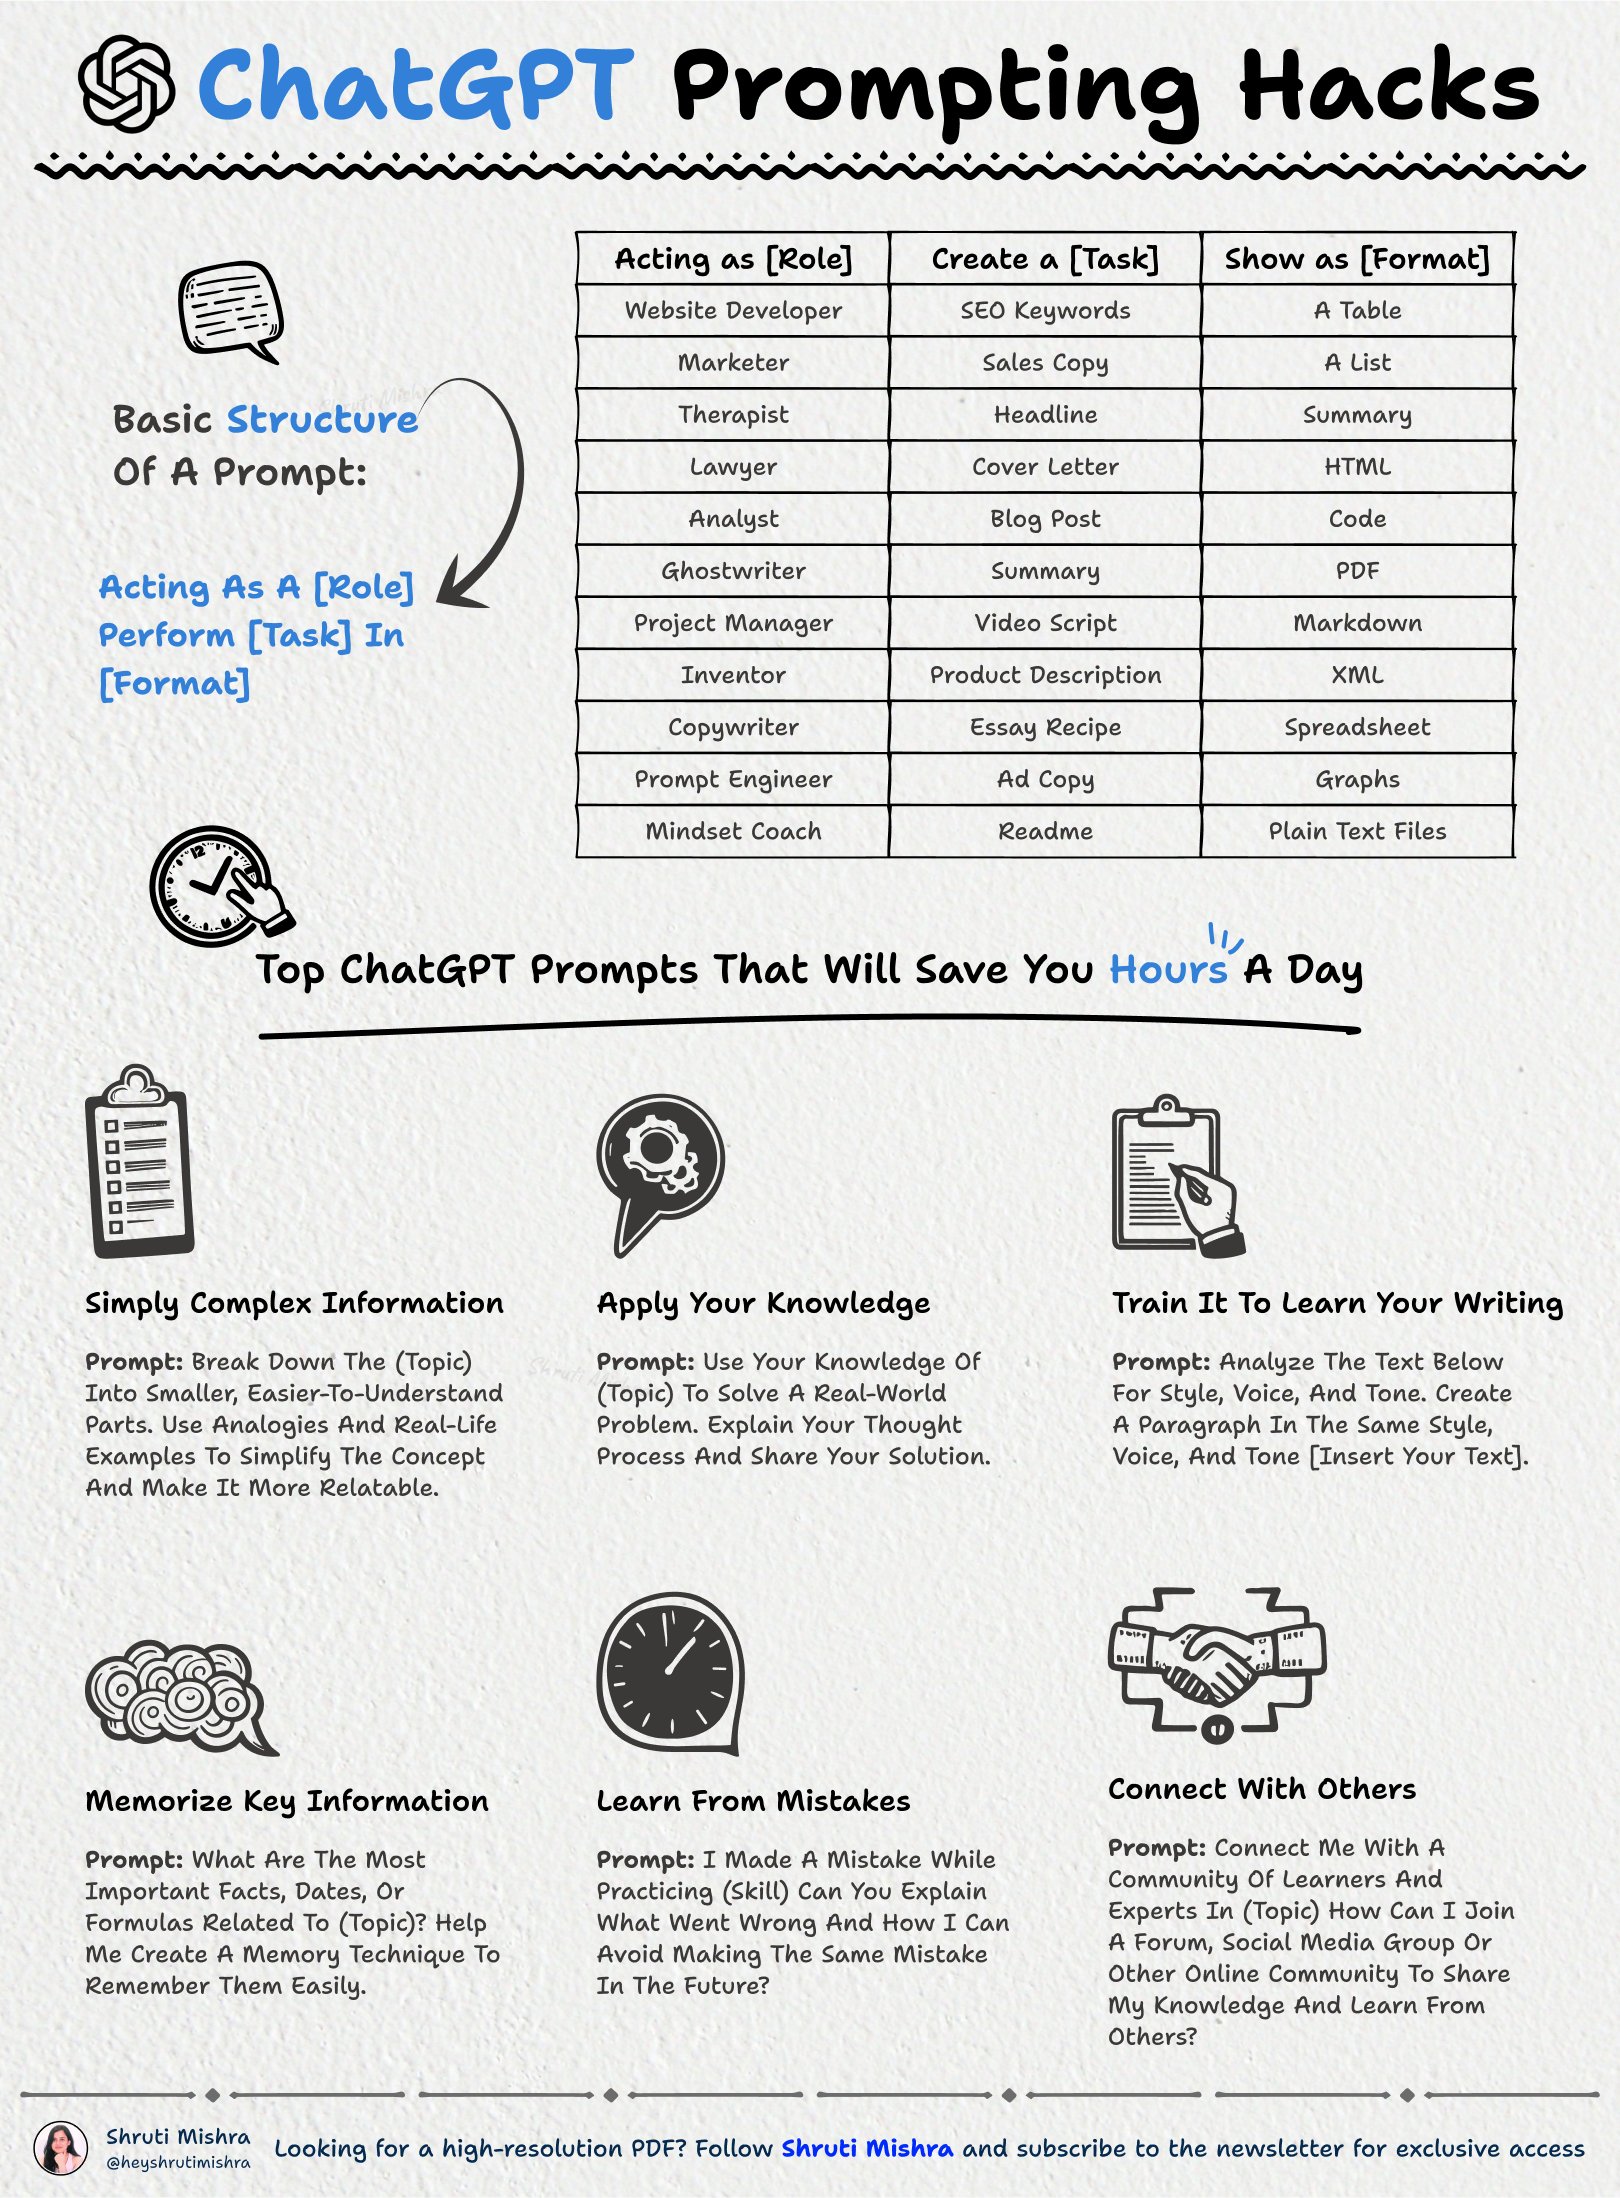 ChatGPT Prompting Hacks
Basic Structure
Of A Prompt:
Acting As A [Role]
Perform [Task] In
[Format]
Acting as [Role] Create a [Task] Show as [Format]
Website Developer SEO Keywords A Table
Marketer Sales Copy A List
Therapist Headline Summary
Lawyer Cover Letter HTML
Analyst Blog Post Code
Ghostwriter Summary PDF
Project Manager Video Script Markdown
Inventor Product Description XML
Copywriter Essay Recipe Spreadsheet
Prompt Engineer Ad Copy Graphs
Mindset Coach Readme Plain Text Files
12
Top ChatGPT Prompts That Will Save You Hours A Day
Simply Complex Information
Prompt: Break Down The (Topic)
Into Smaller, Easier-To-Understand
Parts. Use Analogies And Real-Life
Examples To Simplify The Concept
And Make It More Relatable.
Apply Your Knowledge
Prompt: Use Your Knowledge Of
(Topic) To Solve A Real-World
Problem. Explain Your Thought
Process And Share Your Solution.
Train It To Learn Your Writing
Prompt: Analyze The Text Below
For Style, Voice, And Tone. Create
A Paragraph In The Same Style,
Voice, And Tone [Insert Your Text].
Memorize Key Information
Prompt: What Are The Most
Important Facts, Dates, Or
Formulas Related To (Topic)? Help
Me Create A Memory Technique To
Remember Them Easily.
Learn From Mistakes
Prompt: I Made A Mistake While
Practicing (Skill) Can You Explain
What Went Wrong And How I Can
Avoid Making The Same Mistake
In The Future?
Connect With Others
Prompt: Connect Me With A
Community Of Learners And
Experts In (Topic) How Can I Join
A Forum, Social Media Group Or
Other Online Community To Share
My Knowledge And Learn From
Others?
Shruti Mishra
@heyshrutimishra
Looking for a high-resolution PDF? Follow Shruti Mishra and subscribe to the newsletter for exclusive access